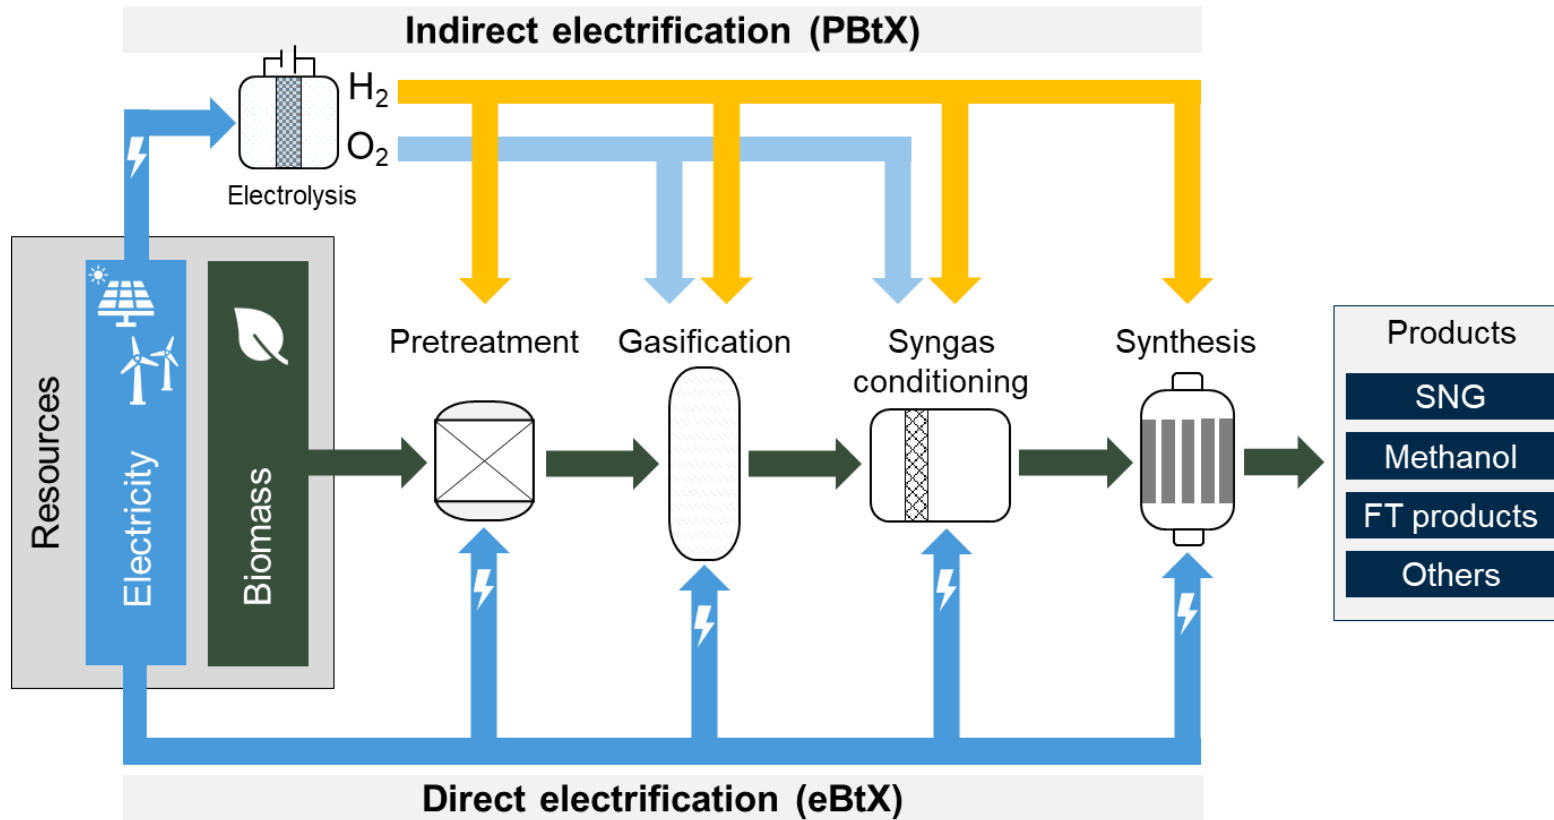 Indirect electrification (PBtX)
H₂
O₂
Electrolysis
Resources
Electricity
Biomass
Pretreatment
Gasification
Syngas
conditioning
Synthesis
Products
SNG
Methanol
FT products
Others
Direct electrification (eBtX)